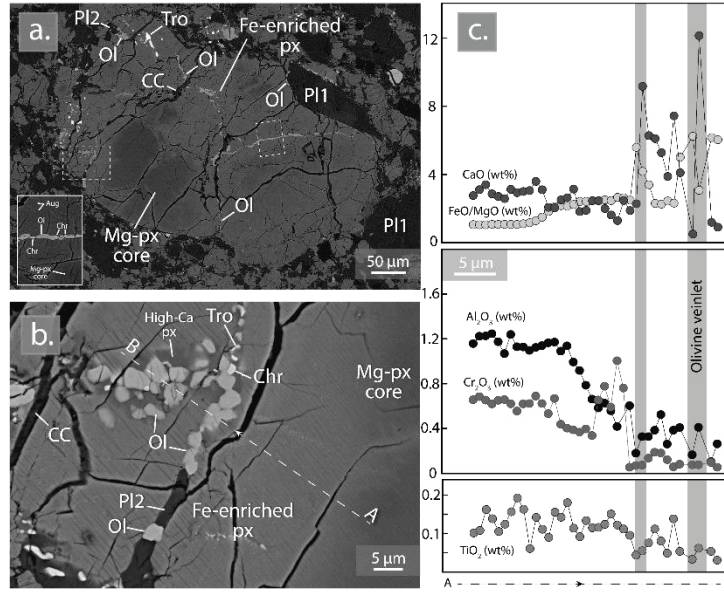 a.
Pl2
Tro
Ol
Ol
CC
Fe-enriched
px
Ol
Pl1
Mg-px
core
Ol
Pl1
50 µm
Aug
Ol
Chr
Chr
Mg-px
core
b.
B
High-Ca
px
Tro
Chr
Mg-px
core
CC
Ol
Pl2
Ol
Fe-enriched
px
A
5 µm
c.
12
8
4
0
CaO (wt%)
FeO/MgO (wt%)
5 µm
1.6
1.2
0.8
0.4
0
Al₂O₃ (wt%)
Cr₂O₃ (wt%)
Olivine veinlet
0.2
0.1
TiO₂ (wt%)
A